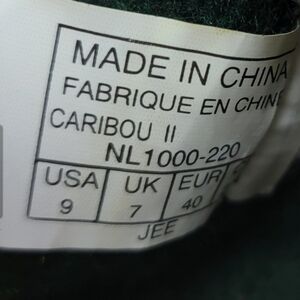 MADE IN CHINA
FABRIQUE EN CHINE
CARIBOU II
NL1000-220
USA UK EUR
9 7 40
JEE